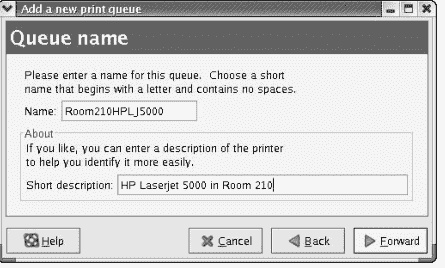 Add a new print queue
Queue name
Please enter a name for this queue. Choose a short
name that begins with a letter and contains no spaces.
Name: Room210HPLJ5000
About
If you like, you can enter a description of the printer
to help you identify it more easily.
Short description: HP Laserjet 5000 in Room 210
Help Cancel Back Forward